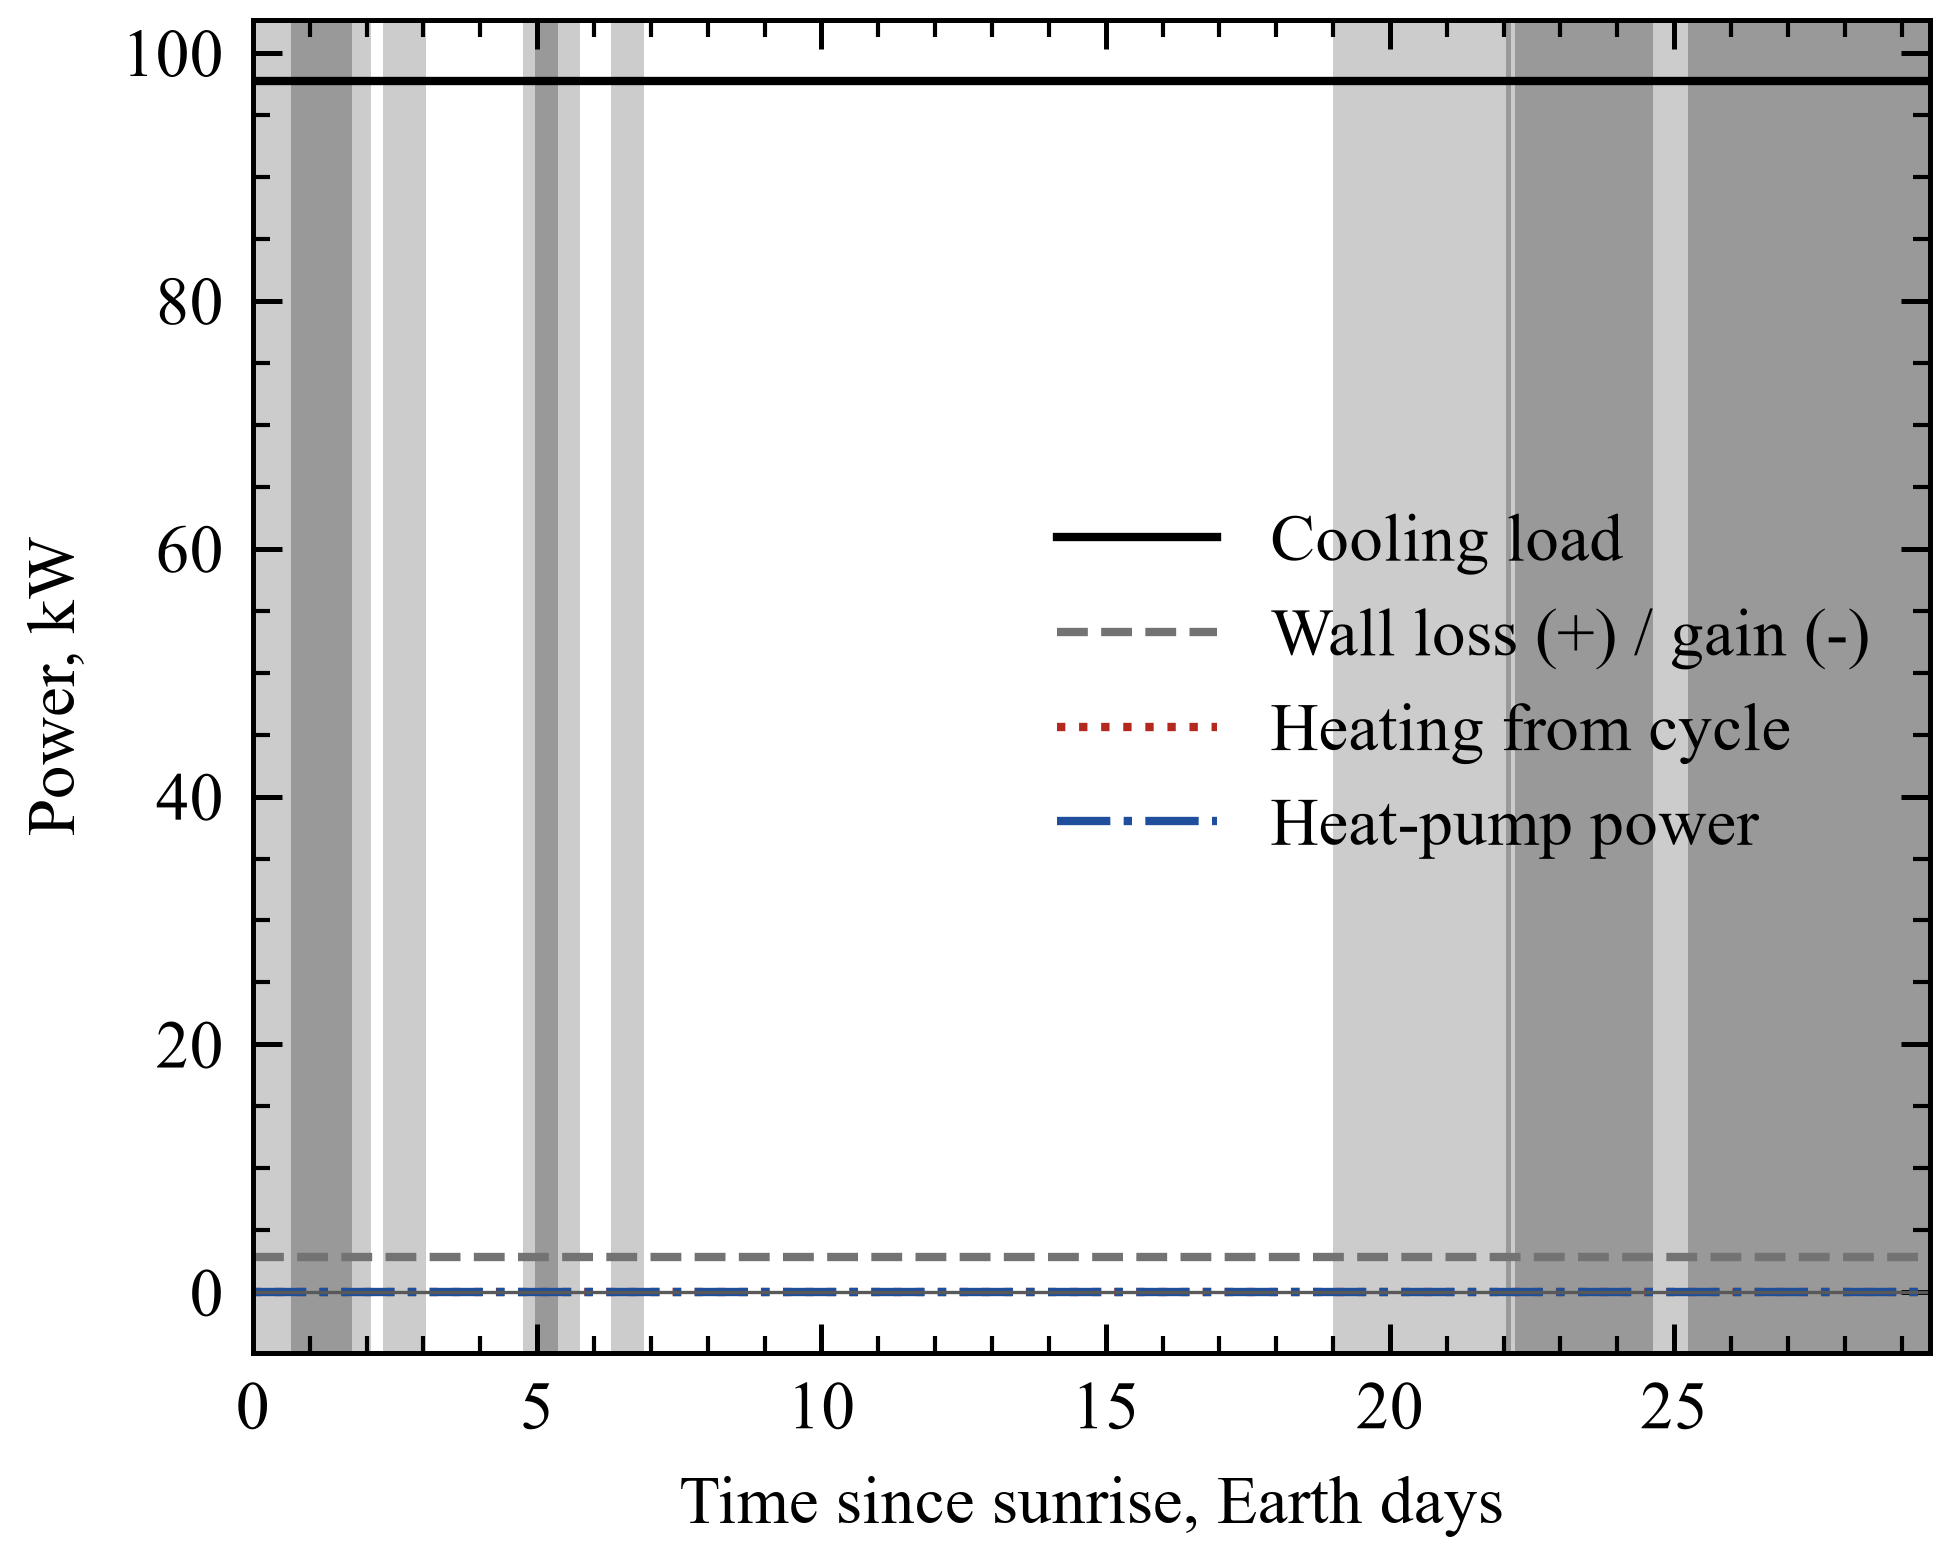 100
80
60
40
20
0
Power, kW
Cooling load
Wall loss (+) / gain (-)
Heating from cycle
Heat-pump power
0 5 10 15 20 25
Time since sunrise, Earth days